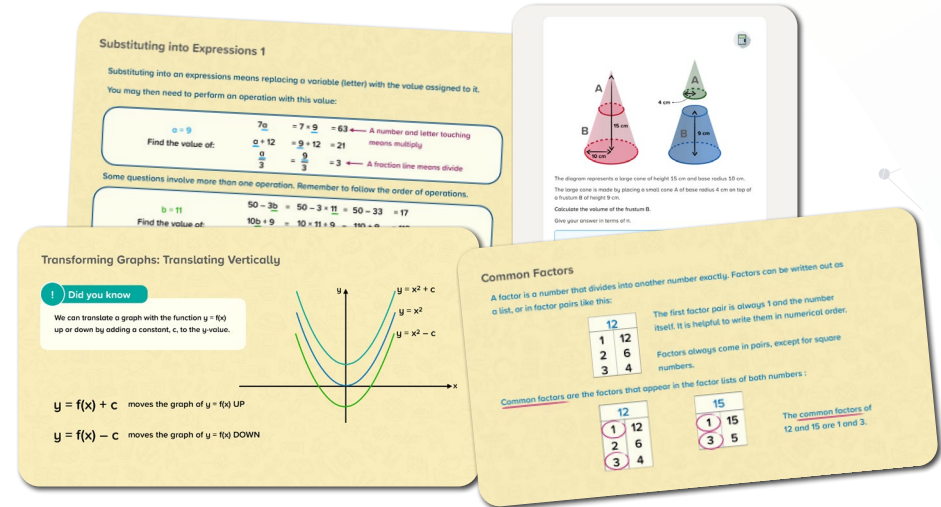 Substituting into Expressions 1
Substituting into an expressions means replacing a variable (letter) with the value assigned to it.
You may then need to perform an operation with this value:
a = 9
Find the value of:
7a = 7 × 9 = 63 A number and letter touching
means multiply
a + 12 = 9 + 12 = 21
a/3 = 9/3 = 3 A fraction line means divide
Some questions involve more than one operation. Remember to follow the order of operations.
b = 11
Find the value of:
50 – 3b = 50 – 3 × 11 = 50 – 33 = 17
10b + 9 = 10 × 11 + 9
A
B
15 cm
10 cm
A
4 cm
B
9 cm
The diagram represents a large cone of height 15 cm and base radius 10 cm.
The large cone is made by placing a small cone A of base radius 4 cm on top of
a frustum B of height 9 cm.
Calculate the volume of the frustum B.
Give your answer in terms of π.
Transforming Graphs: Translating Vertically
! Did you know
We can translate a graph with the function y = f(x)
up or down by adding a constant, c, to the y-value.
y
y = x² + c
y = x²
y = x² – c
x
y = f(x) + c moves the graph of y = f(x) UP
y = f(x) – c moves the graph of y = f(x) DOWN
Common Factors
A factor is a number that divides into another number exactly. Factors can be written out as
a list, or in factor pairs like this:
12
1 12
2 6
3 4
The first factor pair is always 1 and the number
itself. It is helpful to write them in numerical order.
Factors always come in pairs, except for square
numbers.
Common factors are the factors that appear in the factor lists of both numbers :
12
1 12
2 6
3 4
15
1 15
3 5
The common factors of
12 and 15 are 1 and 3.